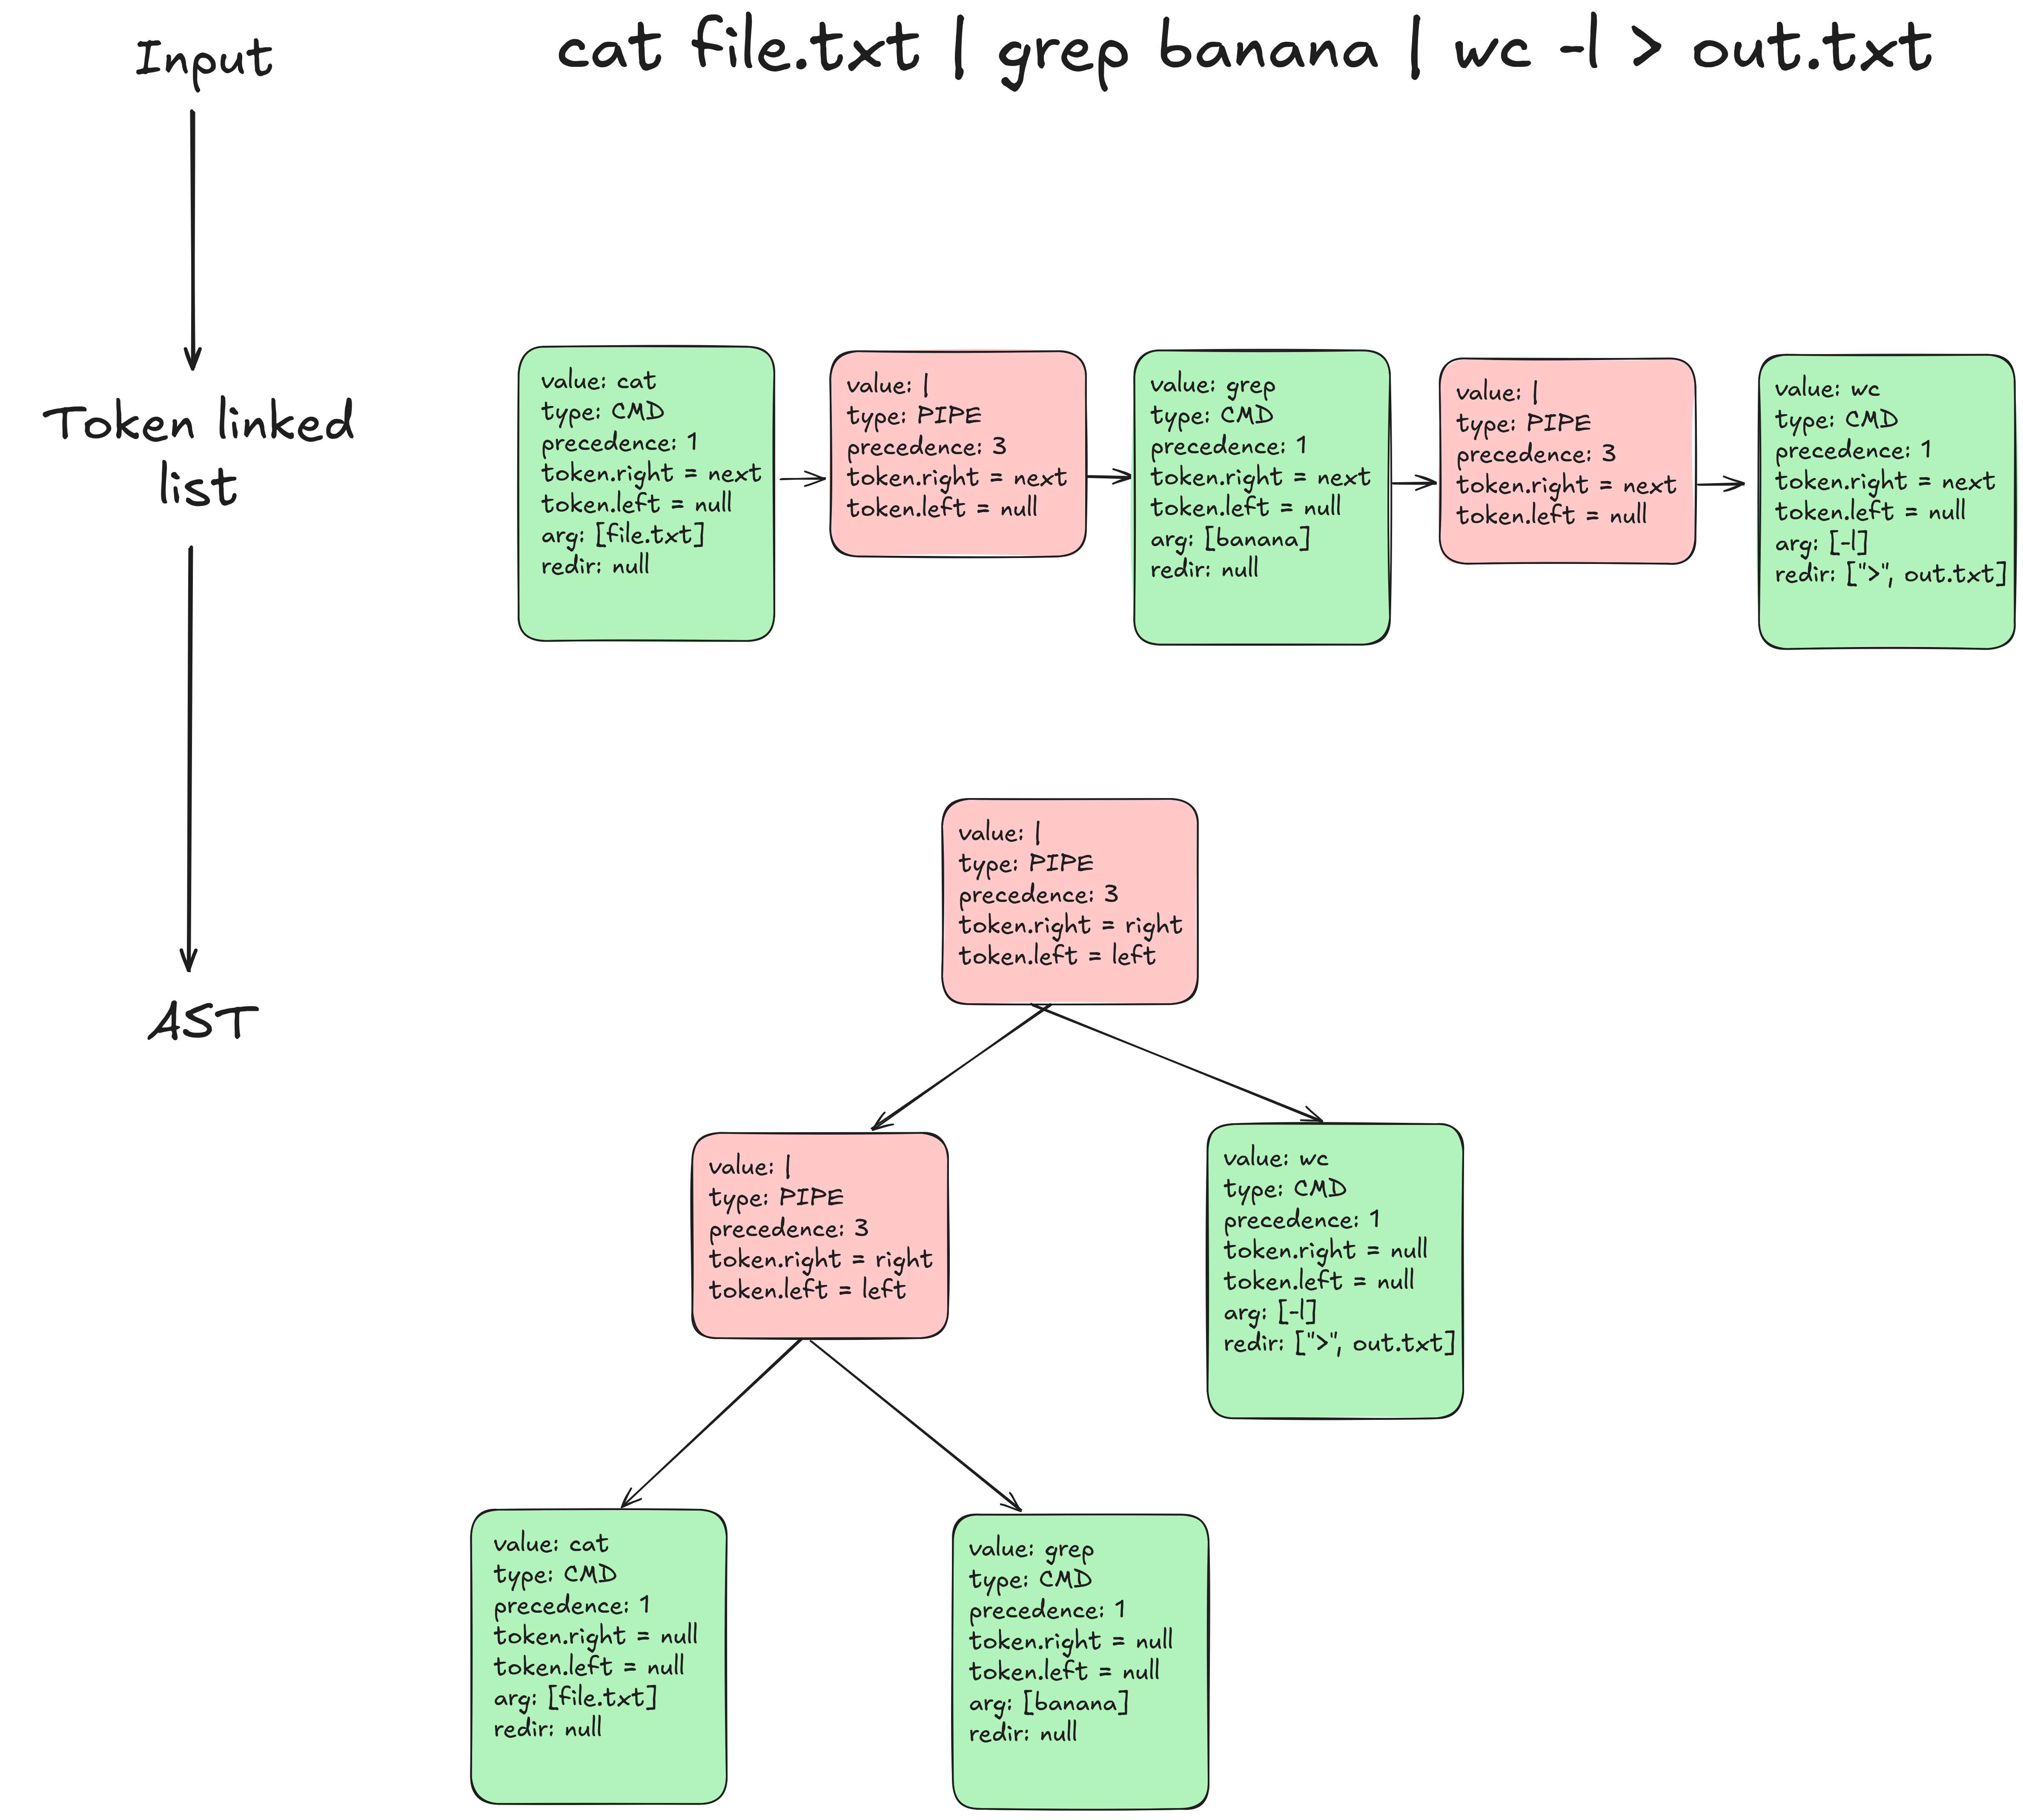 Input
cat file.txt | grep banana | wc -l > out.txt
Token linked
list
value: cat
type: CMD
precedence: 1
token.right = next
token.left = null
arg: [file.txt]
redir: null
value: |
type: PIPE
precedence: 3
token.right = next
token.left = null
value: grep
type: CMD
precedence: 1
token.right = next
token.left = null
arg: [banana]
redir: null
value: |
type: PIPE
precedence: 3
token.right = next
token.left = null
value: wc
type: CMD
precedence: 1
token.right = next
token.left = null
arg: [-l]
redir: [">", out.txt]
AST
value: |
type: PIPE
precedence: 3
token.right = right
token.left = left
value: |
type: PIPE
precedence: 3
token.right = right
token.left = left
value: wc
type: CMD
precedence: 1
token.right = null
token.left = null
arg: [-l]
redir: [">", out.txt]
value: cat
type: CMD
precedence: 1
token.right = null
token.left = null
arg: [file.txt]
redir: null
value: grep
type: CMD
precedence: 1
token.right = null
token.left = null
arg: [banana]
redir: null